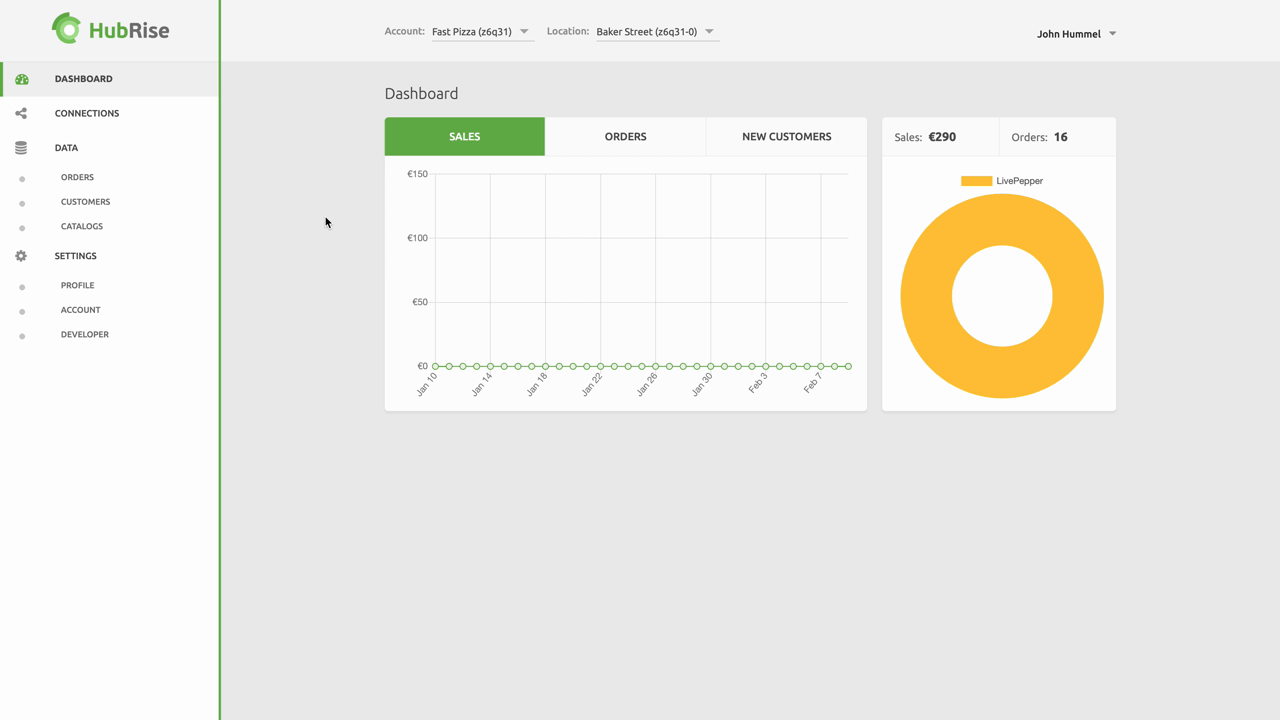 HubRise
Account: Fast Pizza (z6q31) Location: Baker Street (z6q31-0)
John Hummel
DASHBOARD
CONNECTIONS
DATA
ORDERS
CUSTOMERS
CATALOGS
SETTINGS
PROFILE
ACCOUNT
DEVELOPER
Dashboard
SALES ORDERS NEW CUSTOMERS
€150
€100
€50
€0
Jan 10 Jan 14 Jan 18 Jan 22 Jan 26 Jan 30 Feb 3 Feb 7
Sales: €290 Orders: 16
LivePepper